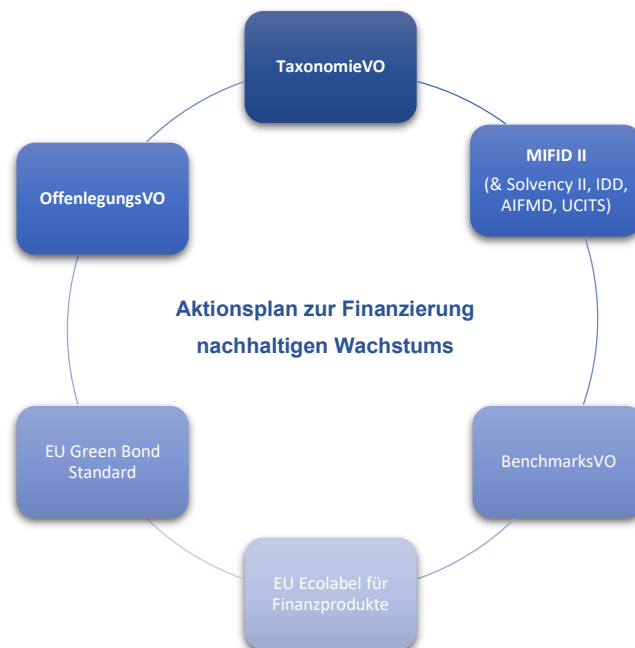 TaxonomieVO
MIFID II
(& Solvency II, IDD,
AIFMD, UCITS)
OffenlegungsVO
Aktionsplan zur Finanzierung
nachhaltigen Wachstums
EU Green Bond
Standard
BenchmarksVO
EU Ecolabel für
Finanzprodukte